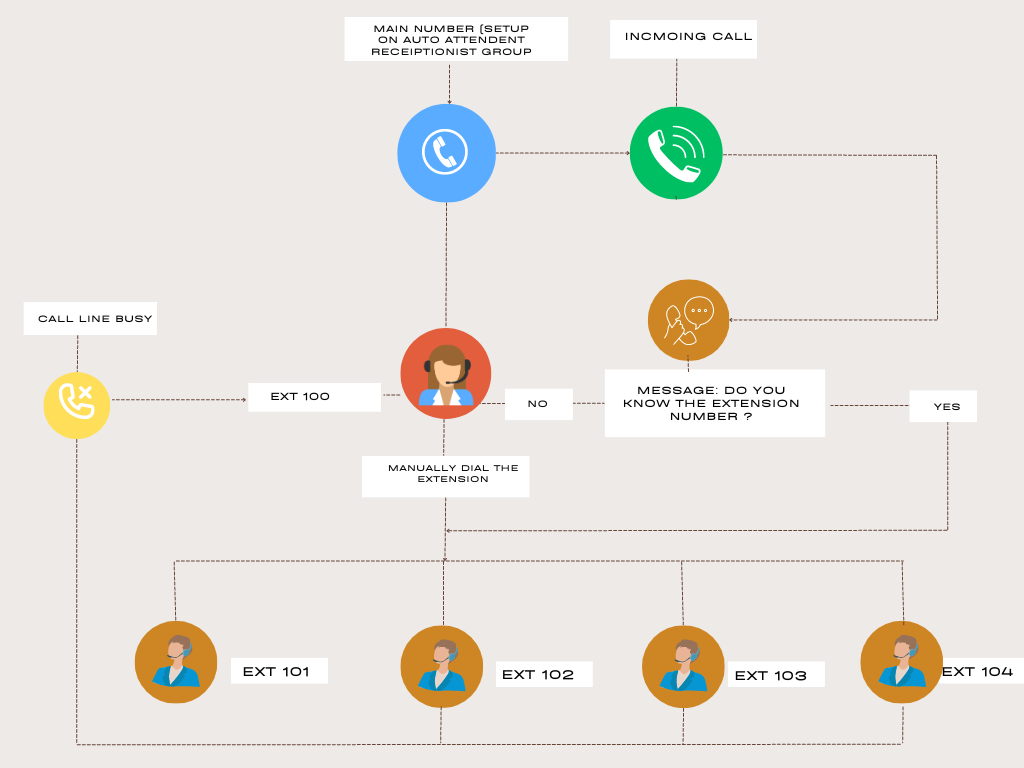 MAIN NUMBER (SETUP
ON AUTO ATTENDENT
RECEIPTIONIST GROUP
INCMOING CALL
CALL LINE BUSY
EXT 100
NO
MESSAGE: DO YOU
KNOW THE EXTENSION
NUMBER ?
YES
MANUALLY DIAL THE
EXTENSION
EXT 101
EXT 102
EXT 103
EXT 104